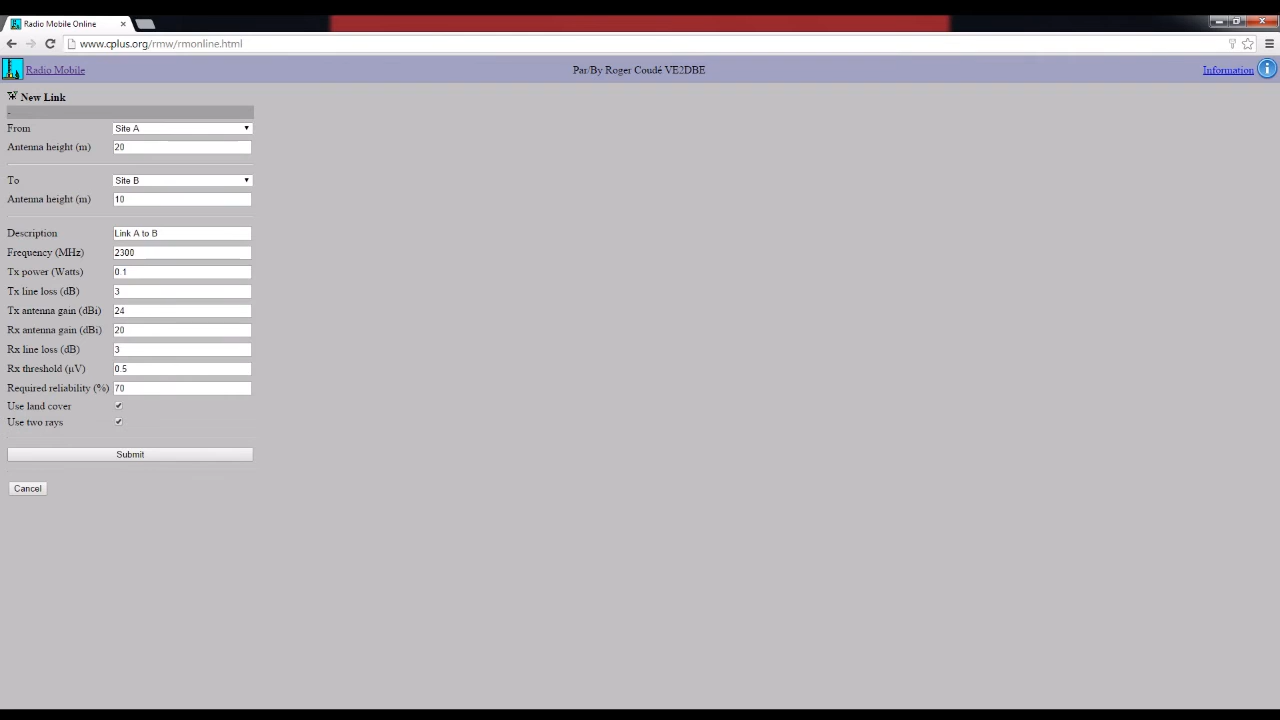 Radio Mobile Online
www.cplus.org/rmw/rmonline.html
Radio Mobile Par/By Roger Coudé VE2DBE Information
New Link
-
From Site A
Antenna height (m) 20
To Site B
Antenna height (m) 10
Description Link A to B
Frequency (MHz) 2300
Tx power (Watts) 0.1
Tx line loss (dB) 3
Tx antenna gain (dBi) 24
Rx antenna gain (dBi) 20
Rx line loss (dB) 3
Rx threshold (µV) 0.5
Required reliability (%) 70
Use land cover
Use two rays
Submit
Cancel